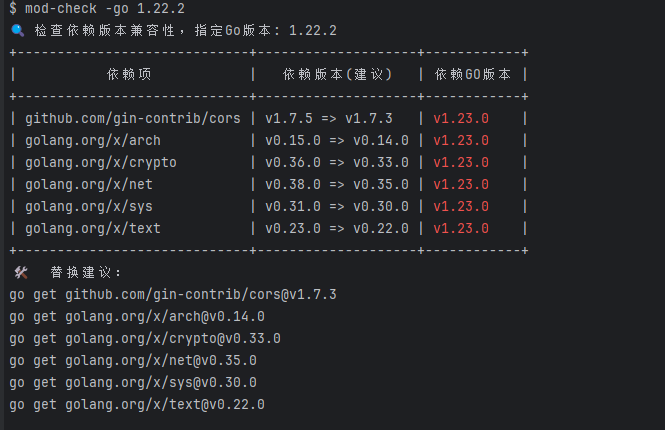 $ mod-check -go 1.22.2
🔍 检查依赖版本兼容性，指定Go版本: 1.22.2
+-----------------------------+--------------------+------------+
| 依赖项 | 依赖版本(建议) | 依赖GO版本 |
+-----------------------------+--------------------+------------+
| github.com/gin-contrib/cors | v1.7.5 => v1.7.3 | v1.23.0 |
| golang.org/x/arch | v0.15.0 => v0.14.0 | v1.23.0 |
| golang.org/x/crypto | v0.36.0 => v0.33.0 | v1.23.0 |
| golang.org/x/net | v0.38.0 => v0.35.0 | v1.23.0 |
| golang.org/x/sys | v0.31.0 => v0.30.0 | v1.23.0 |
| golang.org/x/text | v0.23.0 => v0.22.0 | v1.23.0 |
+-----------------------------+--------------------+------------+
🛠 替换建议：
go get github.com/gin-contrib/cors@v1.7.3
go get golang.org/x/arch@v0.14.0
go get golang.org/x/crypto@v0.33.0
go get golang.org/x/net@v0.35.0
go get golang.org/x/sys@v0.30.0
go get golang.org/x/text@v0.22.0